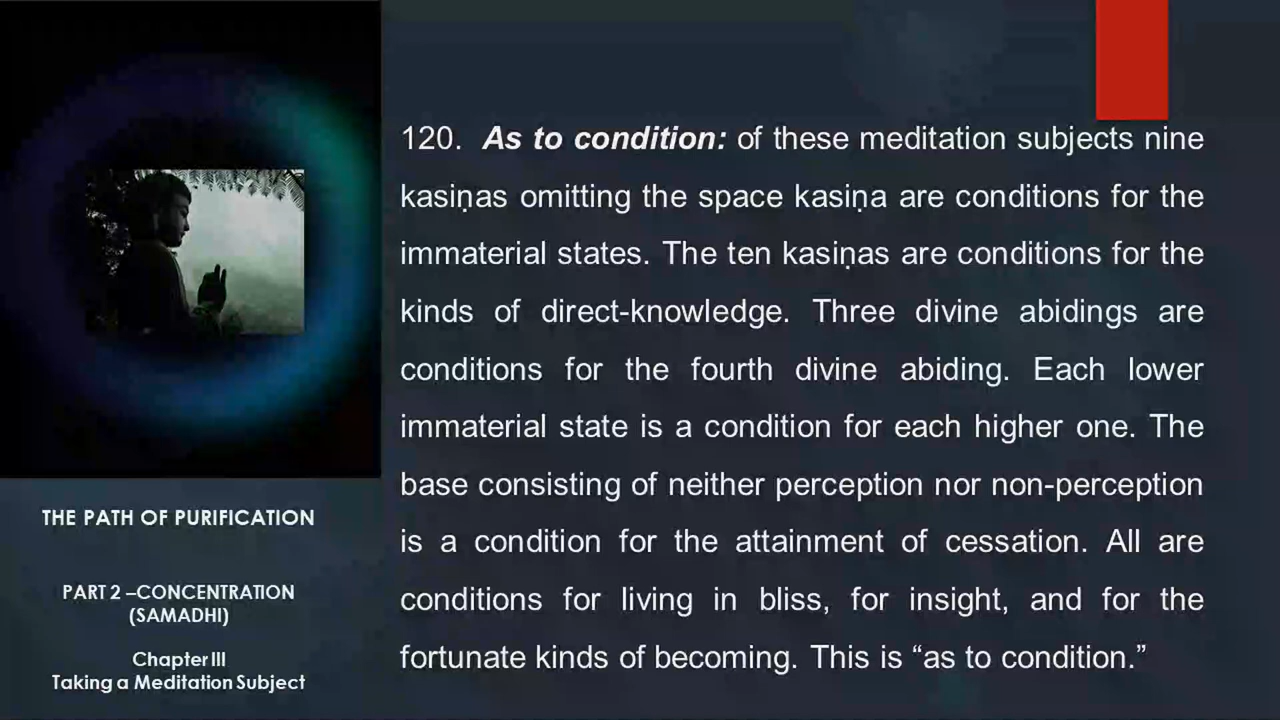 120. As to condition: of these meditation subjects nine
kasiṇas omitting the space kasiṇa are conditions for the
immaterial states. The ten kasiṇas are conditions for the
kinds of direct-knowledge. Three divine abidings are
conditions for the fourth divine abiding. Each lower
immaterial state is a condition for each higher one. The
base consisting of neither perception nor non-perception
is a condition for the attainment of cessation. All are
conditions for living in bliss, for insight, and for the
fortunate kinds of becoming. This is “as to condition.”
THE PATH OF PURIFICATION
PART 2 –CONCENTRATION
(SAMADHI)
Chapter III
Taking a Meditation Subject